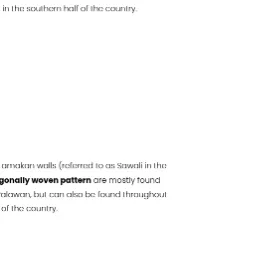 in the southern half of the country.
amakan walls (referred to as Sawali in the
gonally woven pattern are mostly found
alawan, but can also be found throughout
of the country.